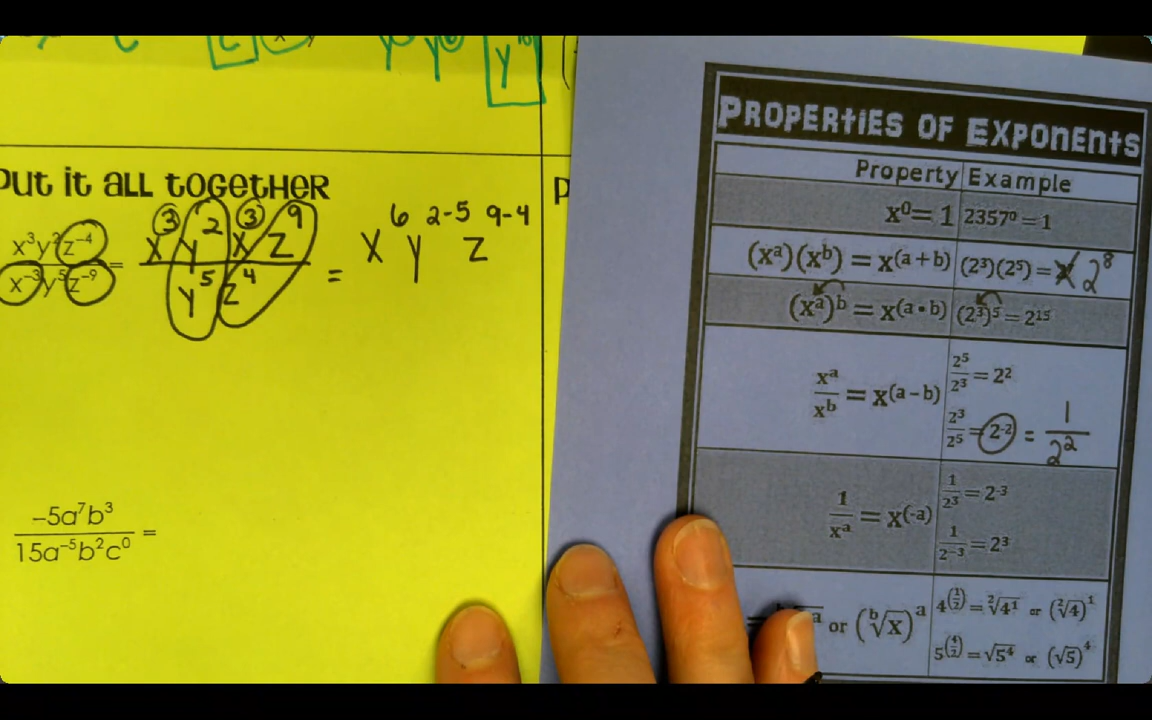 y¹⁰
put it all together
x³y²z⁻⁴ / x⁻³y⁵z⁻⁹ = x³y²x³z⁹ / y⁵z⁴ = x⁶ y²⁻⁵ z⁹⁻⁴
−5a⁷b³ / 15a⁻⁵b²c⁰ =
Properties of Exponents
Property Example
x⁰ = 1 2357⁰ = 1
(xᵃ)(xᵇ) = x⁽ᵃ⁺ᵇ⁾ (2³)(2⁵) = 2⁸
(xᵃ)ᵇ = x⁽ᵃ•ᵇ⁾ (2³)⁵ = 2¹⁵
xᵃ/xᵇ = x⁽ᵃ⁻ᵇ⁾ 2⁵/2³ = 2²
2³/2⁵ = 2⁻² = 1/2²
1/xᵃ = x⁽⁻ᵃ⁾ 1/2³ = 2⁻³
1/2⁻³ = 2³
or (ᵇ√x)ᵃ 4⁽¹/²⁾ = ²√4¹ or (²√4)¹
= √5⁴ or (√5)⁴